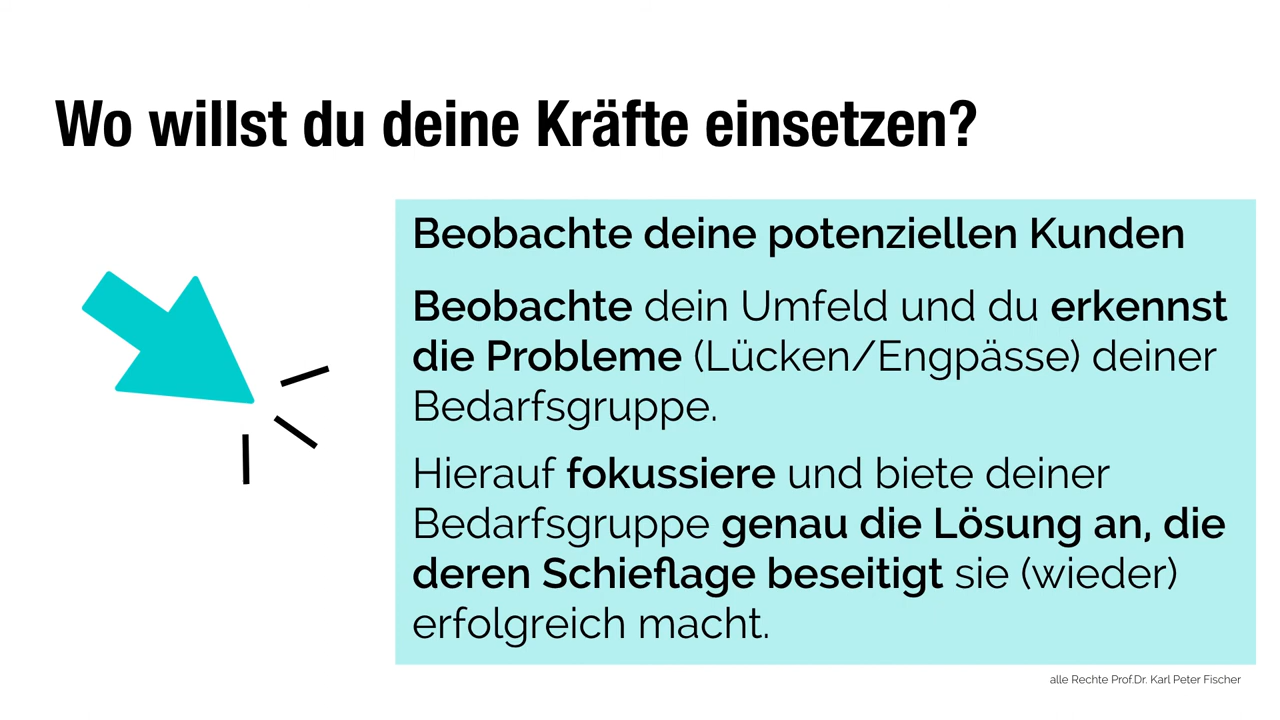 Wo willst du deine Kräfte einsetzen?
Beobachte deine potenziellen Kunden
Beobachte dein Umfeld und du erkennst
die Probleme (Lücken/Engpässe) deiner
Bedarfsgruppe.
Hierauf fokussiere und biete deiner
Bedarfsgruppe genau die Lösung an, die
deren Schieflage beseitigt sie (wieder)
erfolgreich macht.
alle Rechte Prof.Dr. Karl Peter Fischer